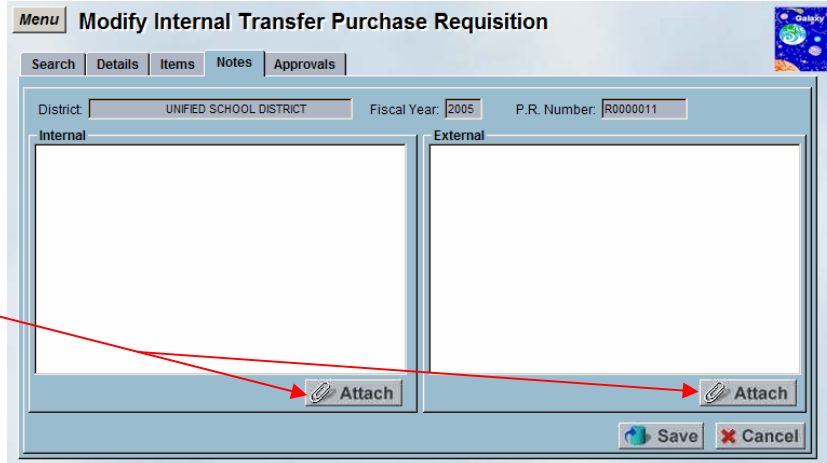 Menu Modify Internal Transfer Purchase Requisition
Galaxy
Search Details Items Notes Approvals
District: UNIFIED SCHOOL DISTRICT Fiscal Year: 2005 P.R. Number: R0000011
Internal External
Attach Attach
Save Cancel